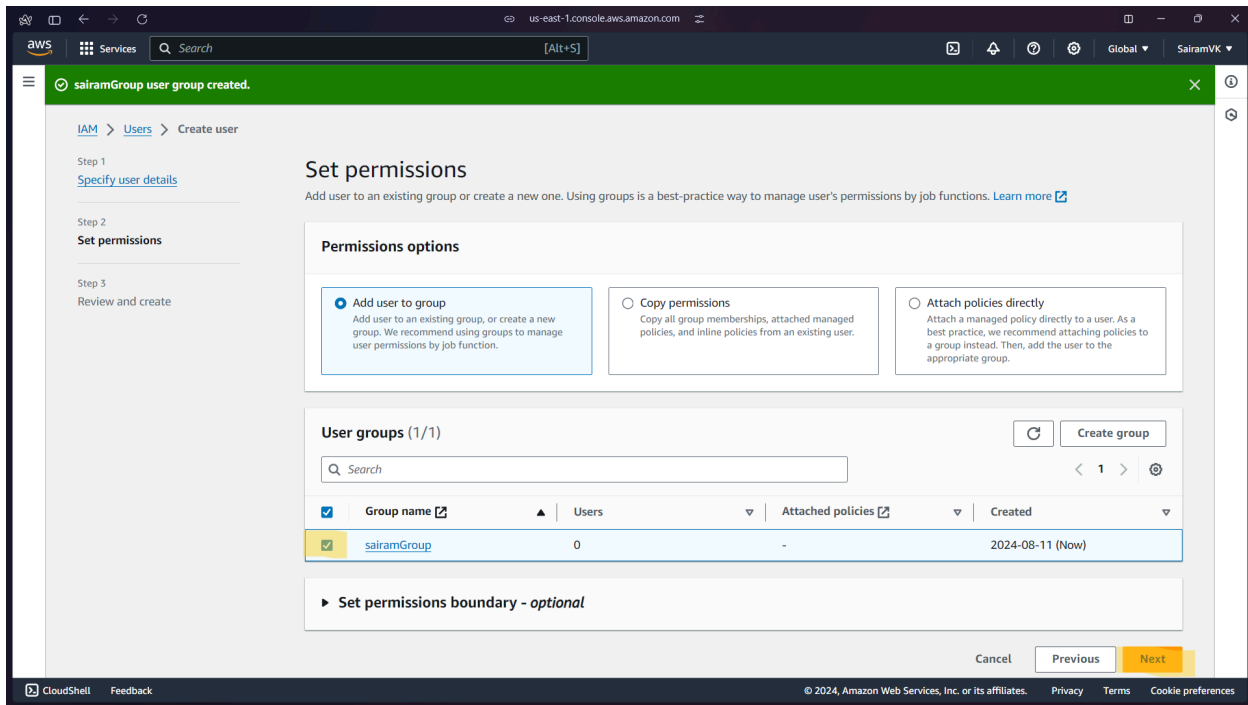 us-east-1.console.aws.amazon.com
aws
Services
Search
[Alt+S]
Global
SairamVK
sairamGroup user group created.
IAM > Users > Create user
Step 1
Specify user details
Step 2
Set permissions
Step 3
Review and create
Set permissions
Add user to an existing group or create a new one. Using groups is a best-practice way to manage user's permissions by job functions. Learn more
Permissions options
Add user to group
Add user to an existing group, or create a new
group. We recommend using groups to manage
user permissions by job function.
Copy permissions
Copy all group memberships, attached managed
policies, and inline policies from an existing user.
Attach policies directly
Attach a managed policy directly to a user. As a
best practice, we recommend attaching policies to
a group instead. Then, add the user to the
appropriate group.
User groups (1/1)
Create group
Search
1
Group name
Users
Attached policies
Created
sairamGroup
0
-
2024-08-11 (Now)
Set permissions boundary - optional
Cancel
Previous
Next
CloudShell
Feedback
© 2024, Amazon Web Services, Inc. or its affiliates.
Privacy
Terms
Cookie preferences